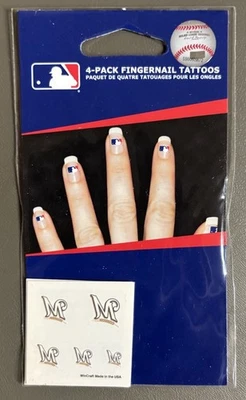 4-PACK FINGERNAIL TATTOOS
PAQUET DE QUATRE TATOUAGES POUR LES ONGLES
M
M
M M M
WinCraft Made in the USA